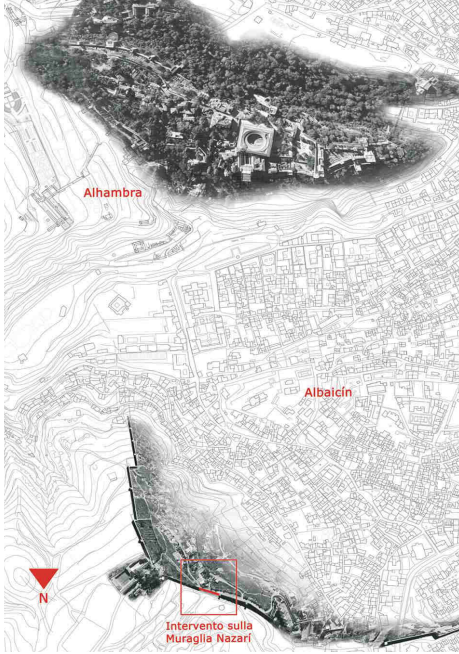 Alhambra
Albaicín
N
Intervento sulla
Muraglia Nazarí